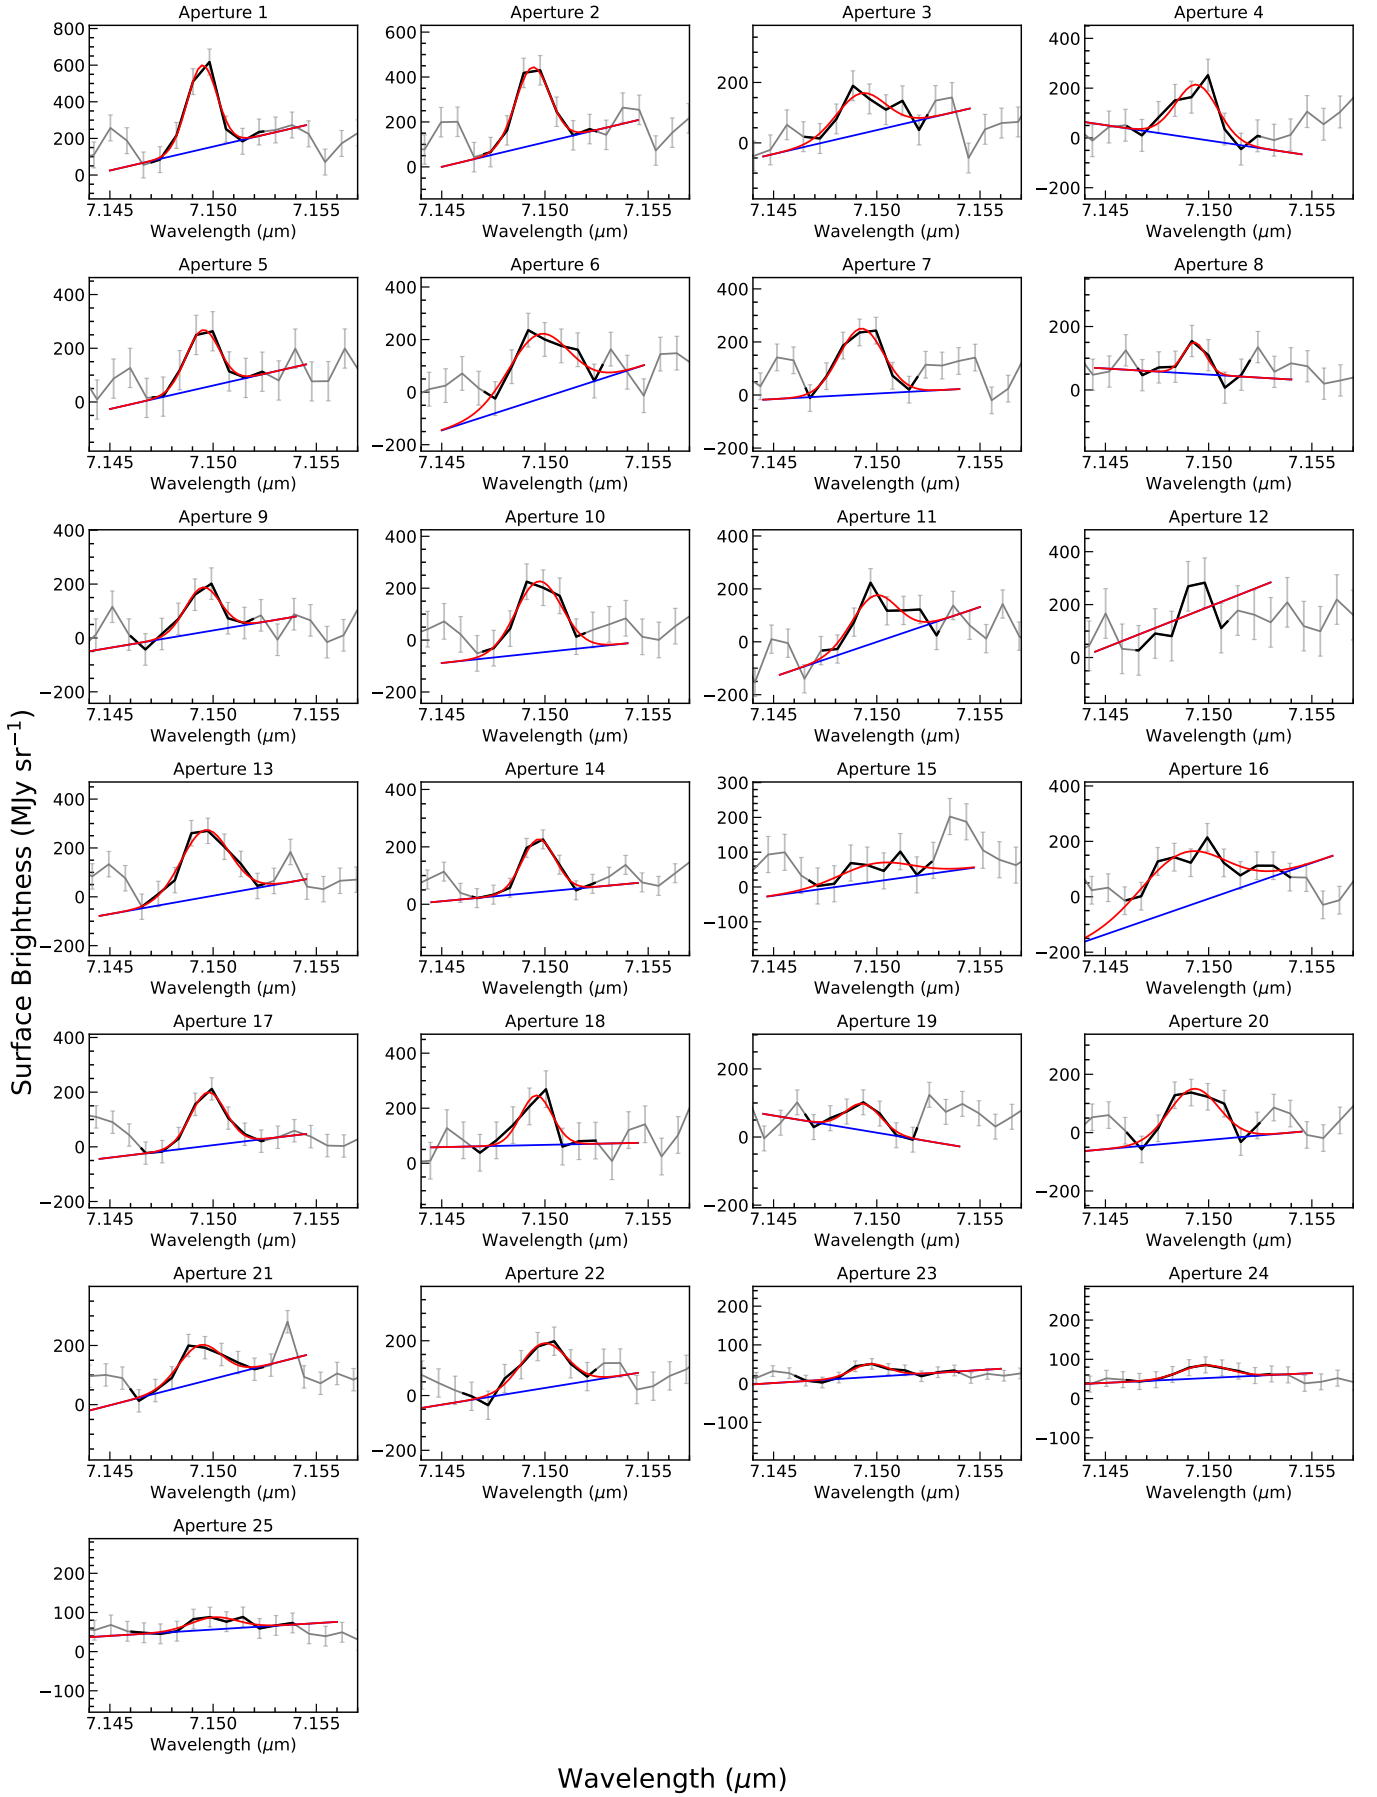 Aperture 1
Aperture 2
Aperture 3
Aperture 4
800
600
400
200
0
600
400
200
0
200
0
400
200
0
−200
7.145 7.150 7.155
7.145 7.150 7.155
7.145 7.150 7.155
7.145 7.150 7.155
Wavelength (μm)
Wavelength (μm)
Wavelength (μm)
Wavelength (μm)
Aperture 5
Aperture 6
Aperture 7
Aperture 8
400
200
0
400
200
0
−200
400
200
0
−200
200
0
7.145 7.150 7.155
7.145 7.150 7.155
7.145 7.150 7.155
7.145 7.150 7.155
Wavelength (μm)
Wavelength (μm)
Wavelength (μm)
Wavelength (μm)
Aperture 9
Aperture 10
Aperture 11
Aperture 12
400
200
0
−200
400
200
0
−200
400
200
0
−200
400
200
0
7.145 7.150 7.155
7.145 7.150 7.155
7.145 7.150 7.155
7.145 7.150 7.155
Wavelength (μm)
Wavelength (μm)
Wavelength (μm)
Wavelength (μm)
Surface Brightness (MJy sr⁻¹)
Aperture 13
Aperture 14
Aperture 15
Aperture 16
400
200
0
−200
400
200
0
300
200
100
0
−100
400
200
0
−200
7.145 7.150 7.155
7.145 7.150 7.155
7.145 7.150 7.155
7.145 7.150 7.155
Wavelength (μm)
Wavelength (μm)
Wavelength (μm)
Wavelength (μm)
Aperture 17
Aperture 18
Aperture 19
Aperture 20
400
200
0
−200
400
200
0
200
0
−200
200
0
−200
7.145 7.150 7.155
7.145 7.150 7.155
7.145 7.150 7.155
7.145 7.150 7.155
Wavelength (μm)
Wavelength (μm)
Wavelength (μm)
Wavelength (μm)
Aperture 21
Aperture 22
Aperture 23
Aperture 24
200
0
200
0
−200
200
100
0
−100
200
100
0
−100
7.145 7.150 7.155
7.145 7.150 7.155
7.145 7.150 7.155
7.145 7.150 7.155
Wavelength (μm)
Wavelength (μm)
Wavelength (μm)
Wavelength (μm)
Aperture 25
200
100
0
−100
7.145 7.150 7.155
Wavelength (μm)
Wavelength (μm)